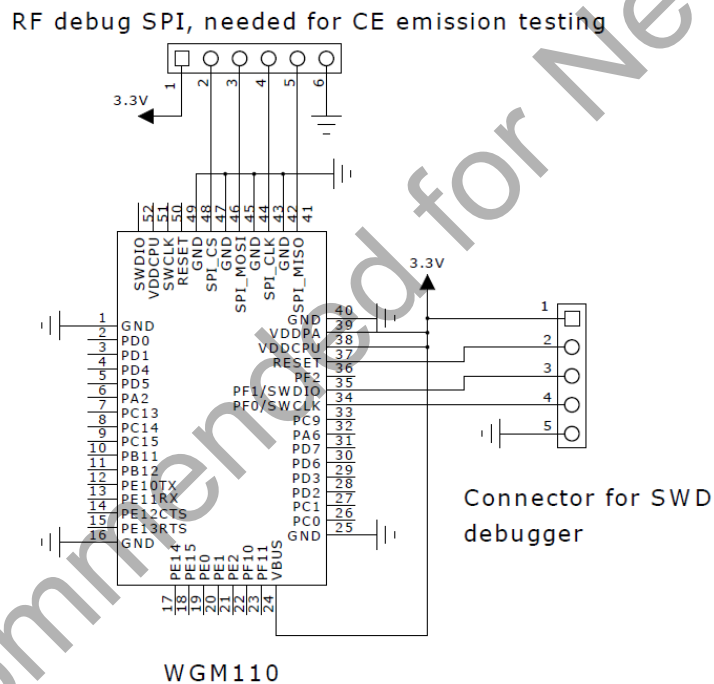 RF debug SPI, needed for CE emission testing
1 2 3 4 5 6
3.3V
52 51 50 49 48 47 46 45 44 43 42 41
SWDIO
VDDCPU
SWCLK
RESET
GND
SPI_CS
GND
SPI_MOSI
GND
SPI_CLK
GND
SPI_MISO
1 GND
2 PD0
3 PD1
4 PD4
5 PD5
6 PA2
7 PC13
8 PC14
9 PC15
10 PB11
11 PB12
12 PE10TX
13 PE11RX
14 PE12CTS
15 PE13RTS
16 GND
GND 40
VDDPA 39
VDDCPU 38
RESET 37
PF2 36
PF1/SWDIO 35
PF0/SWCLK 34
PC9 33
PA6 32
PD7 31
PD6 30
PD3 29
PD2 28
PC1 27
PC0 26
GND 25
PE14
PE15
PE0
PE1
PE2
PF10
PF11
VBUS
17 18 19 20 21 22 23 24
3.3V
1
2
3
4
5
Connector for SWD
debugger
WGM110
ommended for Ne